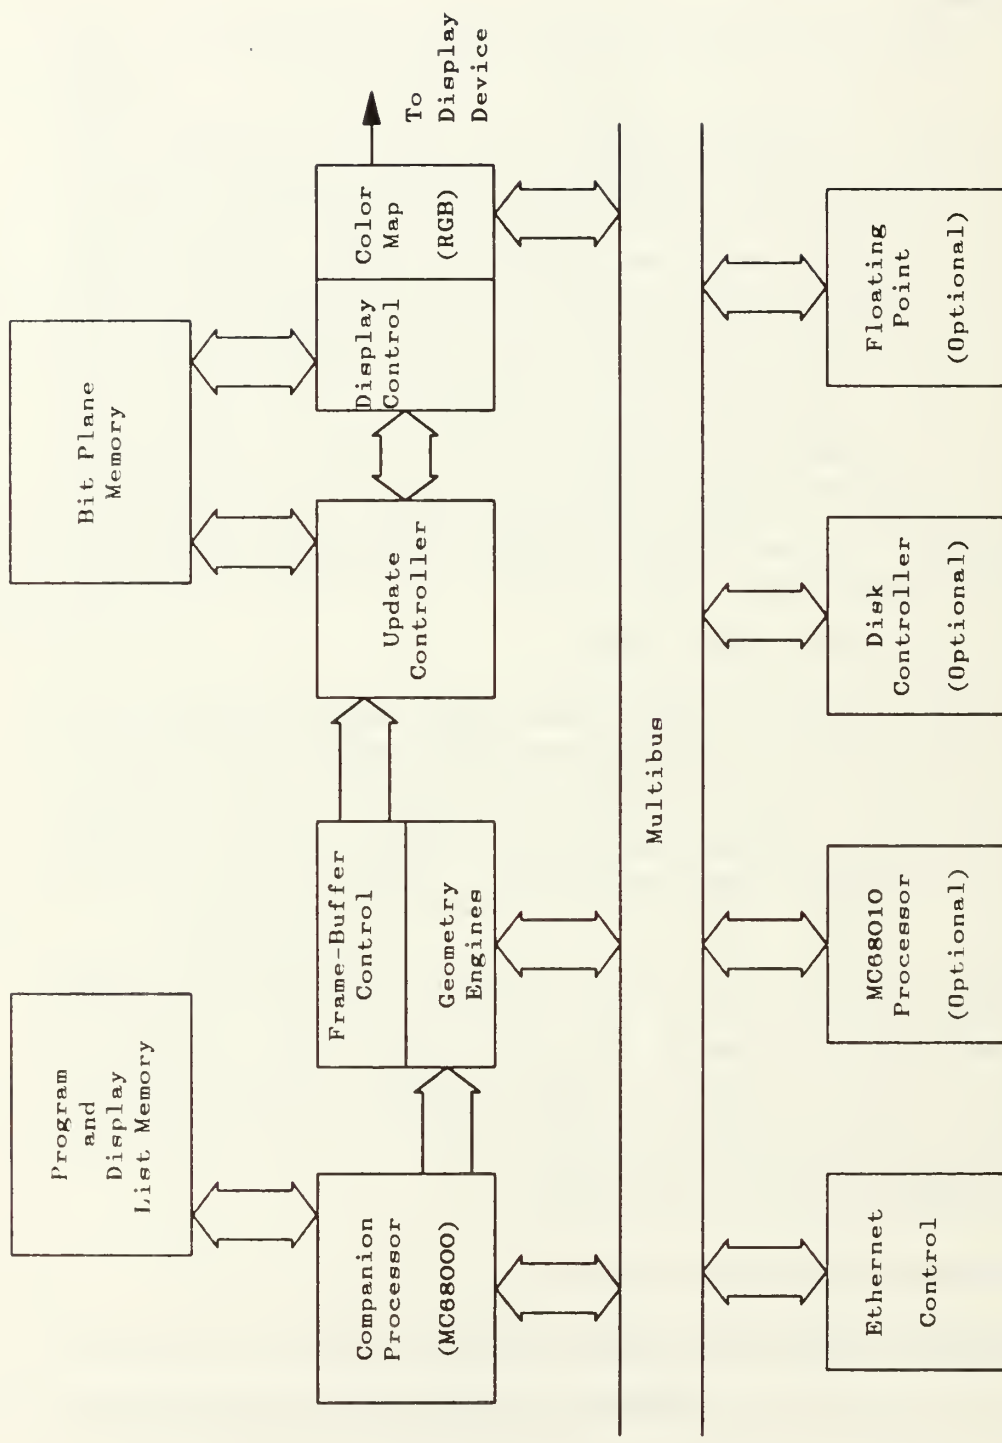 Program
and
Display
List Memory
Bit Plane
Memory
Companion
Processor
(MC68000)
Frame-Buffer
Control
Geometry
Engines
Update
Controller
Display
Control
Color
Map
(RGB)
To
Display
Device
Multibus
Ethernet
Control
MC68010
Processor
(Optional)
Disk
Controller
(Optional)
Floating
Point
(Optional)